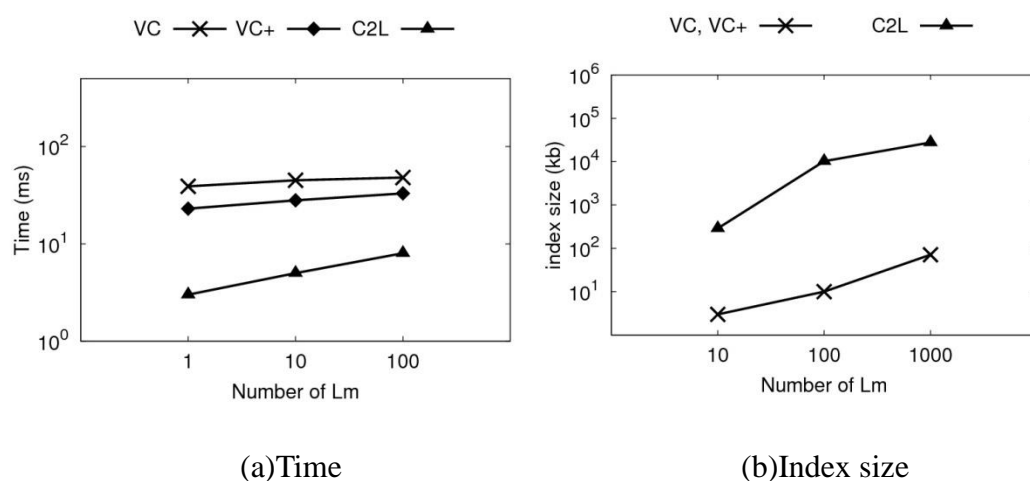 VC VC+ C2L
Time (ms)
10^2
10^1
10^0
1 10 100
Number of Lm
(a)Time
VC, VC+ C2L
index size (kb)
10^6
10^5
10^4
10^3
10^2
10^1
10 100 1000
Number of Lm
(b)Index size